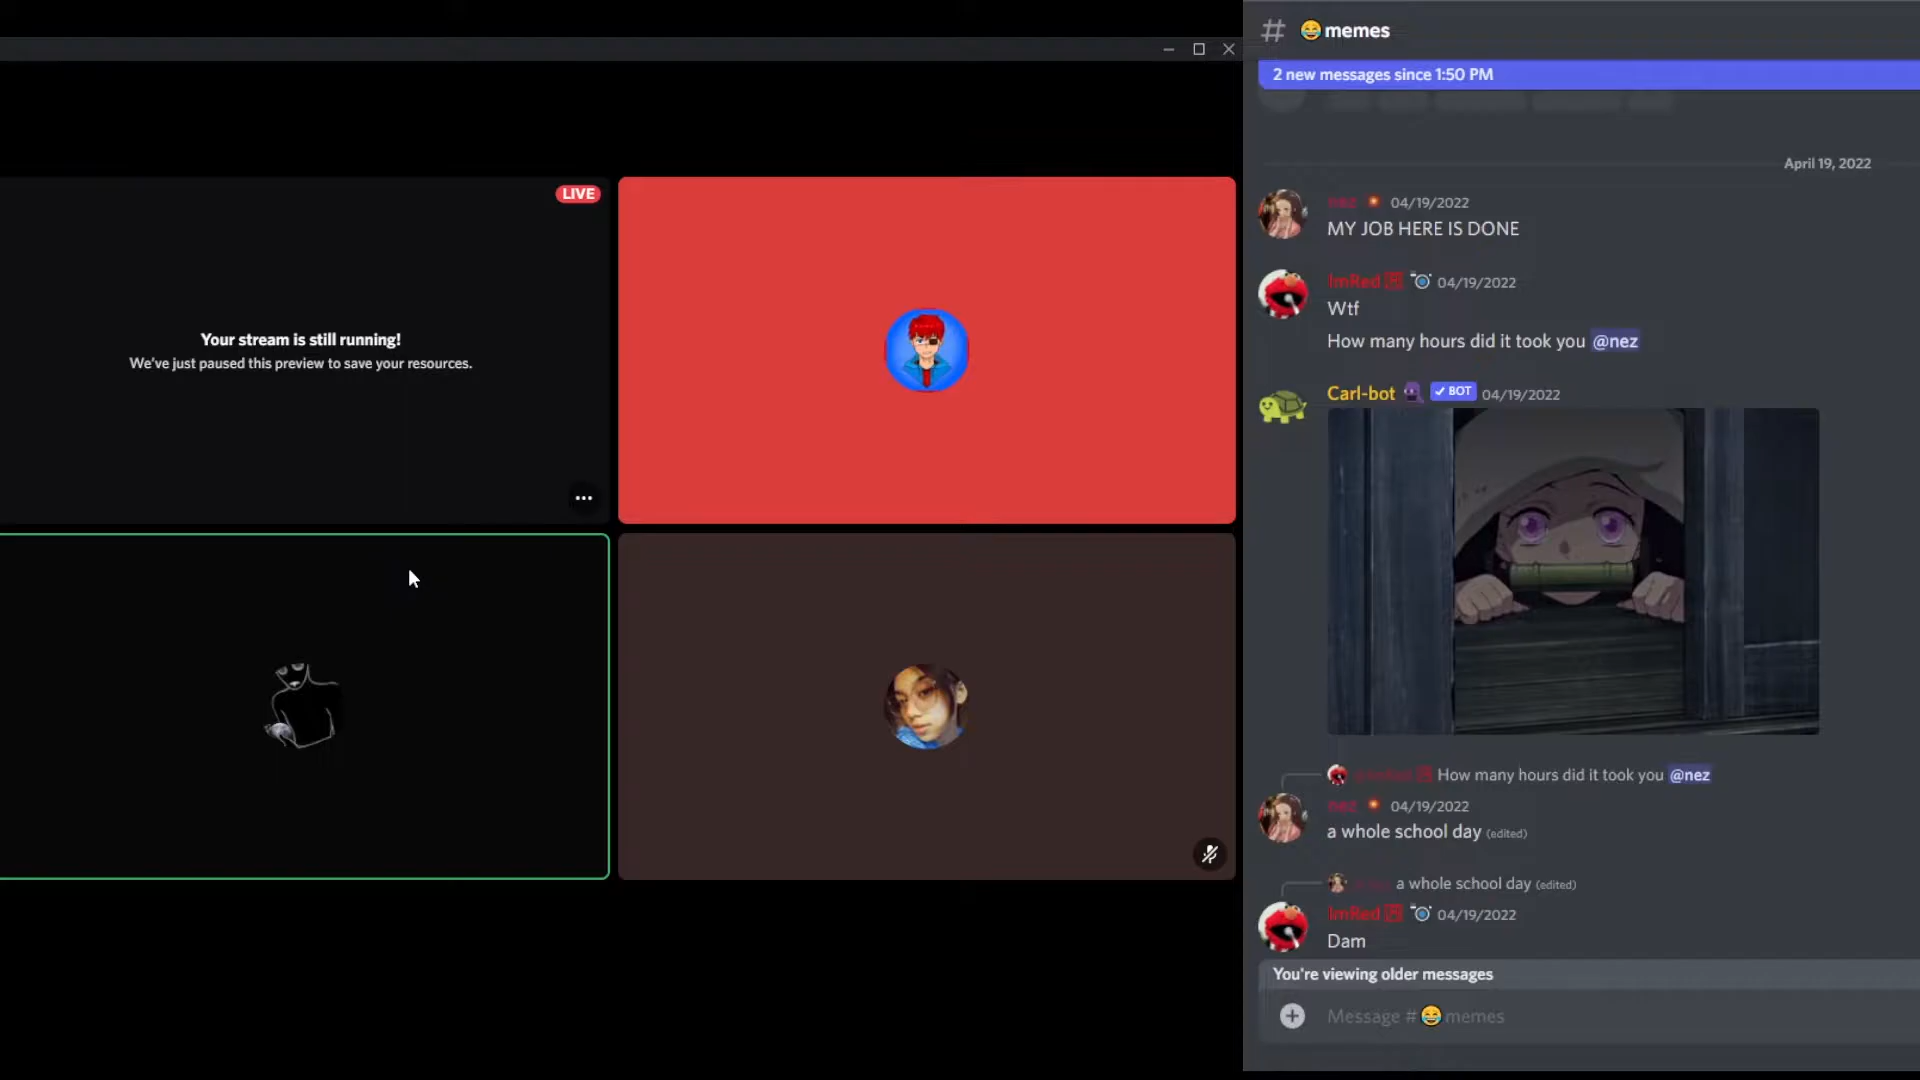 😂memes
2 new messages since 1:50 PM
April 19, 2022
LIVE
Your stream is still running!
We've just paused this preview to save your resources.
nez 04/19/2022
MY JOB HERE IS DONE
ImRed 04/19/2022
Wtf
How many hours did it took you @nez
Carl-bot ✓ BOT 04/19/2022
How many hours did it took you @nez
nez 04/19/2022
a whole school day (edited)
a whole school day (edited)
ImRed 04/19/2022
Dam
You're viewing older messages
Message #😂memes